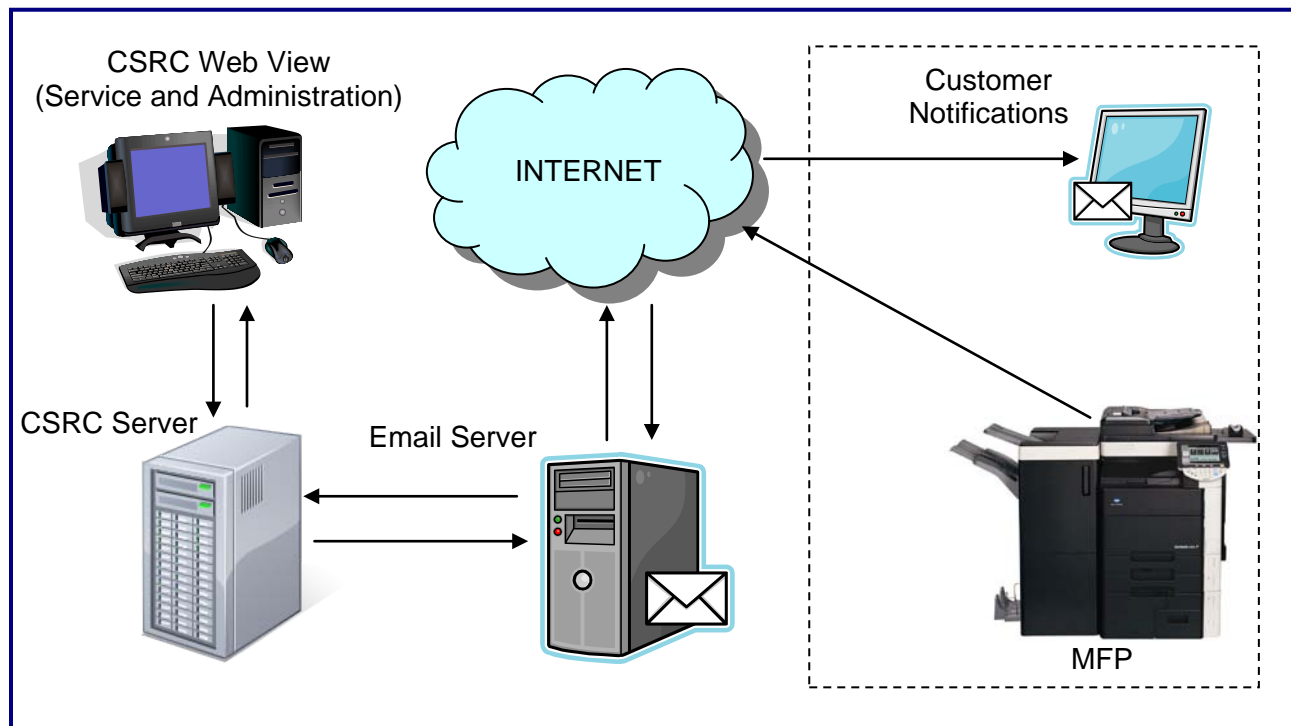 CSRC Web View
(Service and Administration)
INTERNET
Customer
Notifications
CSRC Server
Email Server
MFP